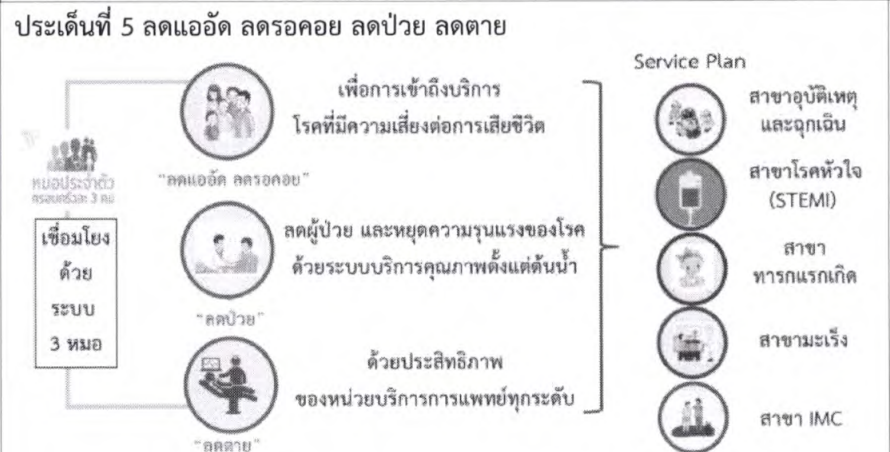 ประเด็นที่ 5 ลดแออัด ลดรอคอย ลดป่วย ลดตาย
หมอประจำตัว
ครอบครัวละ 3 คน
เชื่อมโยง
ด้วย
ระบบ
3 หมอ
"ลดแออัด ลดรอคอย"
เพื่อการเข้าถึงบริการ
โรคที่มีความเสี่ยงต่อการเสียชีวิต
"ลดป่วย"
ลดผู้ป่วย และหยุดความรุนแรงของโรค
ด้วยระบบบริการคุณภาพตั้งแต่ต้นน้ำ
"ลดตาย"
ด้วยประสิทธิภาพ
ของหน่วยบริการการแพทย์ทุกระดับ
Service Plan
สาขาอุบัติเหตุ
และฉุกเฉิน
สาขาโรคหัวใจ
(STEMI)
สาขา
ทารกแรกเกิด
สาขามะเร็ง
สาขา IMC